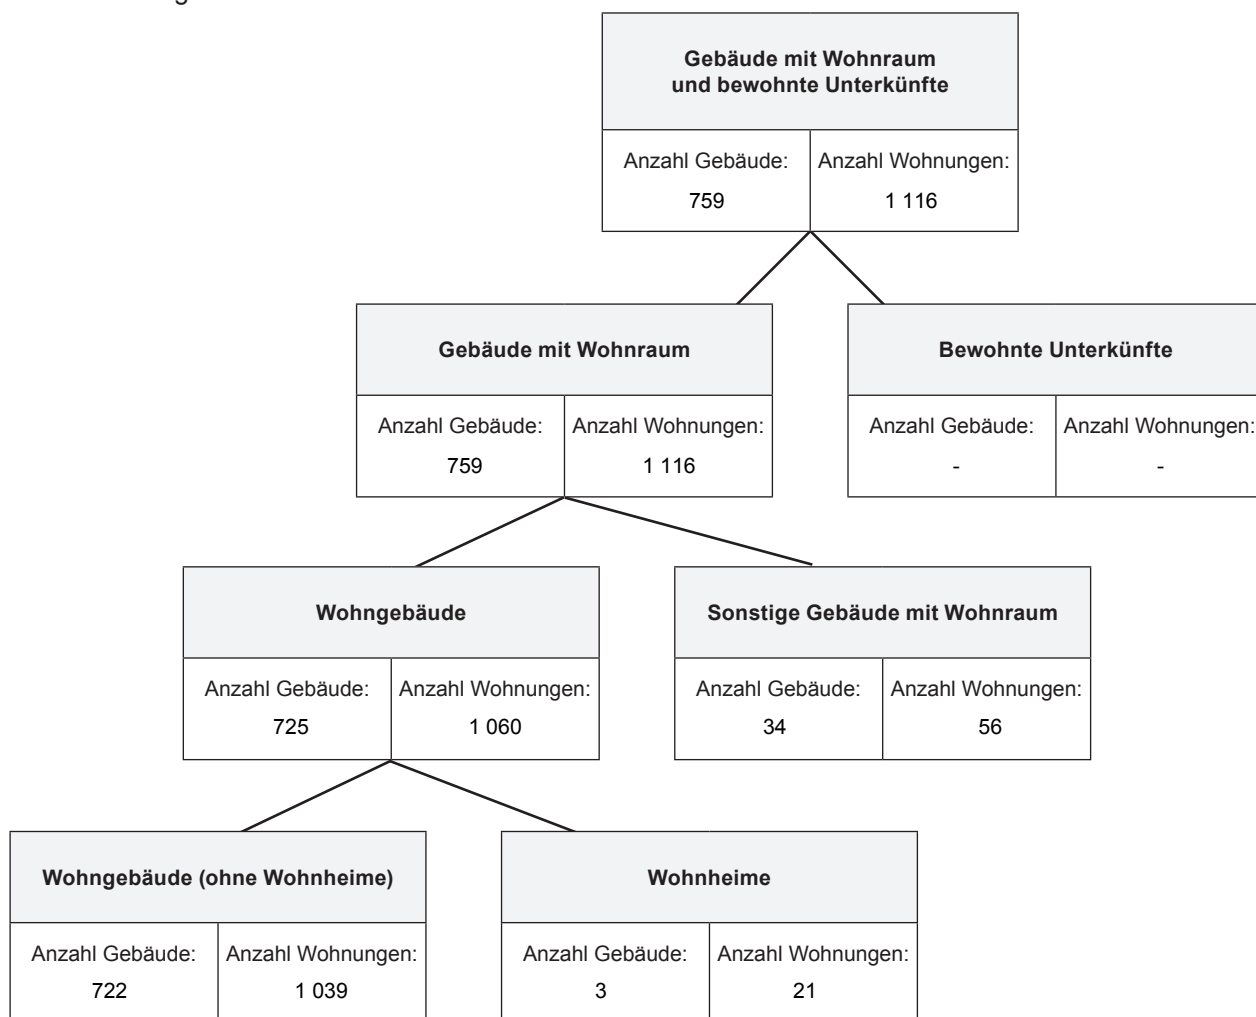 Gebäude mit Wohnraum
und bewohnte Unterkünfte
Anzahl Gebäude: Anzahl Wohnungen:
759 1 116
Gebäude mit Wohnraum Bewohnte Unterkünfte
Anzahl Gebäude: Anzahl Wohnungen: Anzahl Gebäude: Anzahl Wohnungen:
759 1 116 - -
Wohngebäude Sonstige Gebäude mit Wohnraum
Anzahl Gebäude: Anzahl Wohnungen: Anzahl Gebäude: Anzahl Wohnungen:
725 1 060 34 56
Wohngebäude (ohne Wohnheime) Wohnheime
Anzahl Gebäude: Anzahl Wohnungen: Anzahl Gebäude: Anzahl Wohnungen:
722 1 039 3 21